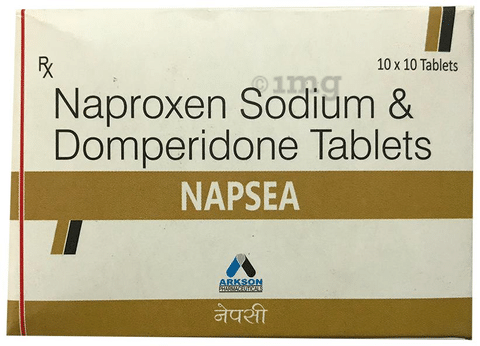 Rx
10 x 10 Tablets
©1mg
Naproxen Sodium &
Domperidone Tablets
NAPSEA
ARKSON
PHARMACEUTICALS
नेपसी